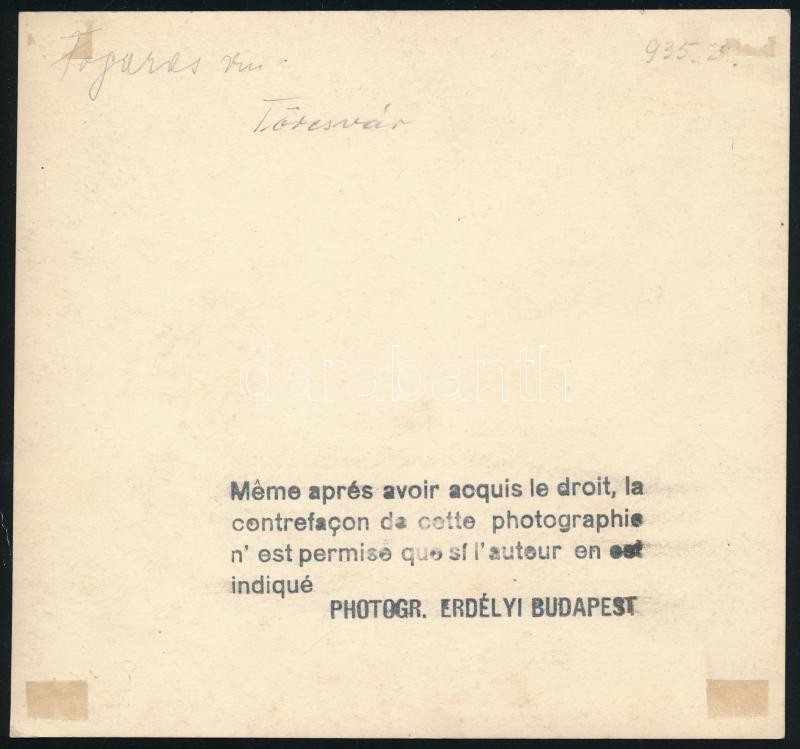 Fogaras vm. 935. B.
Törcsvár
darabanth
Même aprés avoir acquis le droit, la
contrefaçon de cette photographie
n' est permise que si l'auteur en est
indiqué
PHOTOGR. ERDÉLYI BUDAPEST